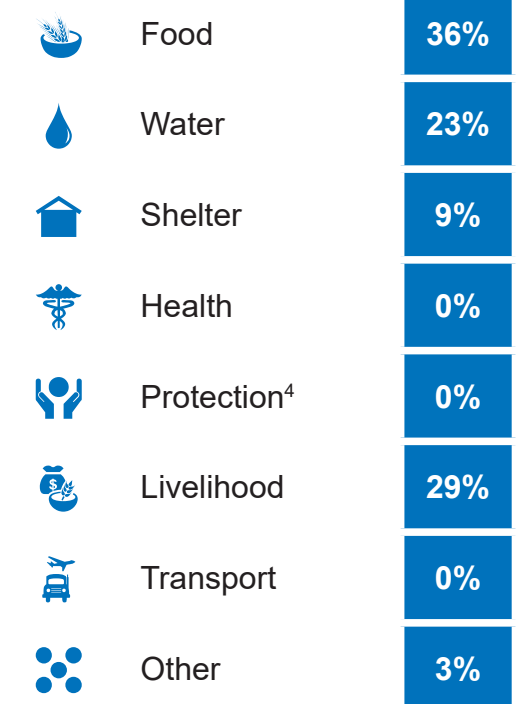 Food 36%
Water 23%
Shelter 9%
Health 0%
Protection⁴ 0%
$ Livelihood 29%
Transport 0%
Other 3%